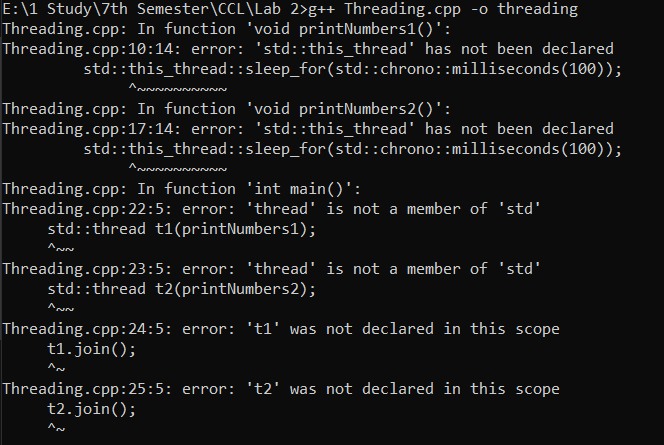 E:\1 Study\7th Semester\CCL\Lab 2>g++ Threading.cpp -o threading
Threading.cpp: In function 'void printNumbers1()':
Threading.cpp:10:14: error: 'std::this_thread' has not been declared
         std::this_thread::sleep_for(std::chrono::milliseconds(100));
              ^~~~~~~~~~~
Threading.cpp: In function 'void printNumbers2()':
Threading.cpp:17:14: error: 'std::this_thread' has not been declared
         std::this_thread::sleep_for(std::chrono::milliseconds(100));
              ^~~~~~~~~~~
Threading.cpp: In function 'int main()':
Threading.cpp:22:5: error: 'thread' is not a member of 'std'
     std::thread t1(printNumbers1);
     ^~~
Threading.cpp:23:5: error: 'thread' is not a member of 'std'
     std::thread t2(printNumbers2);
     ^~~
Threading.cpp:24:5: error: 't1' was not declared in this scope
     t1.join();
     ^~
Threading.cpp:25:5: error: 't2' was not declared in this scope
     t2.join();
     ^~